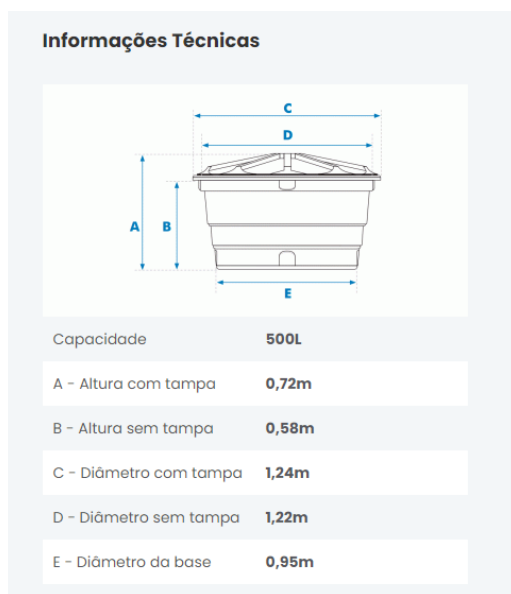 Informações Técnicas
C
D
A
B
E
Capacidade 500L
A - Altura com tampa 0,72m
B - Altura sem tampa 0,58m
C - Diâmetro com tampa 1,24m
D - Diâmetro sem tampa 1,22m
E - Diâmetro da base 0,95m